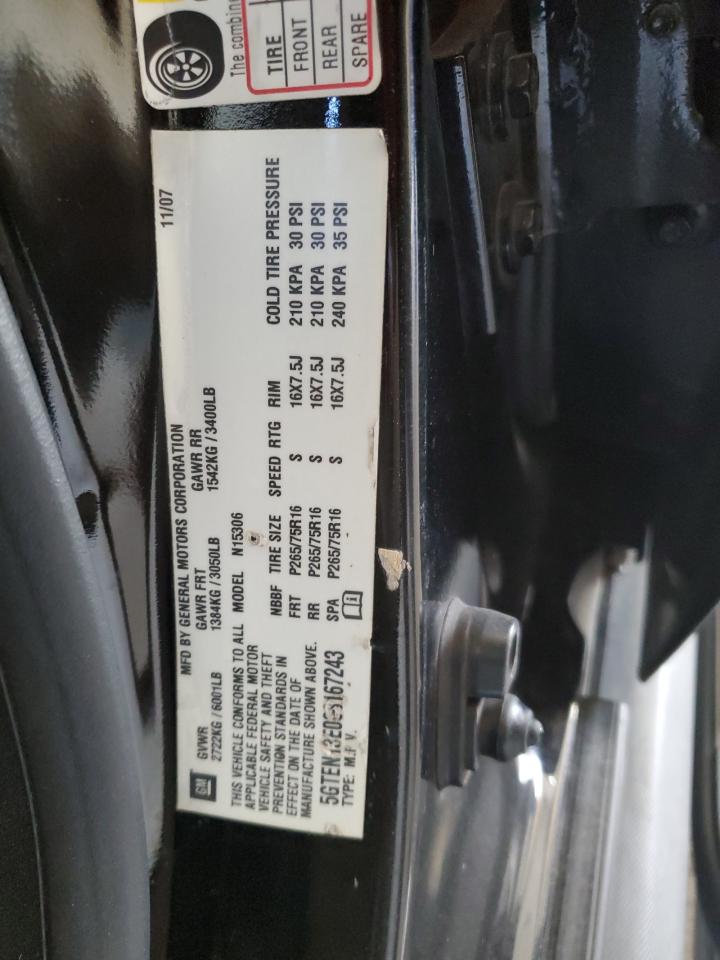 The combine
TIRE
FRONT
REAR
SPARE
MFD BY GENERAL MOTORS CORPORATION 11/07
GM
GVWR GAWR FRT GAWR RR
2722KG / 6001LB 1384KG / 3050LB 1542KG / 3400LB
THIS VEHICLE CONFORMS TO ALL
APPLICABLE FEDERAL MOTOR
VEHICLE SAFETY AND THEFT
PREVENTION STANDARDS IN
EFFECT ON THE DATE OF
MANUFACTURE SHOWN ABOVE.
TYPE: M.P.V.
MODEL N15306
NBBF TIRE SIZE SPEED RTG RIM COLD TIRE PRESSURE
FRT P265/75R16 S 16X7.5J 210 KPA 30 PSI
RR P265/75R16 S 16X7.5J 210 KPA 30 PSI
SPA P265/75R16 S 16X7.5J 240 KPA 35 PSI